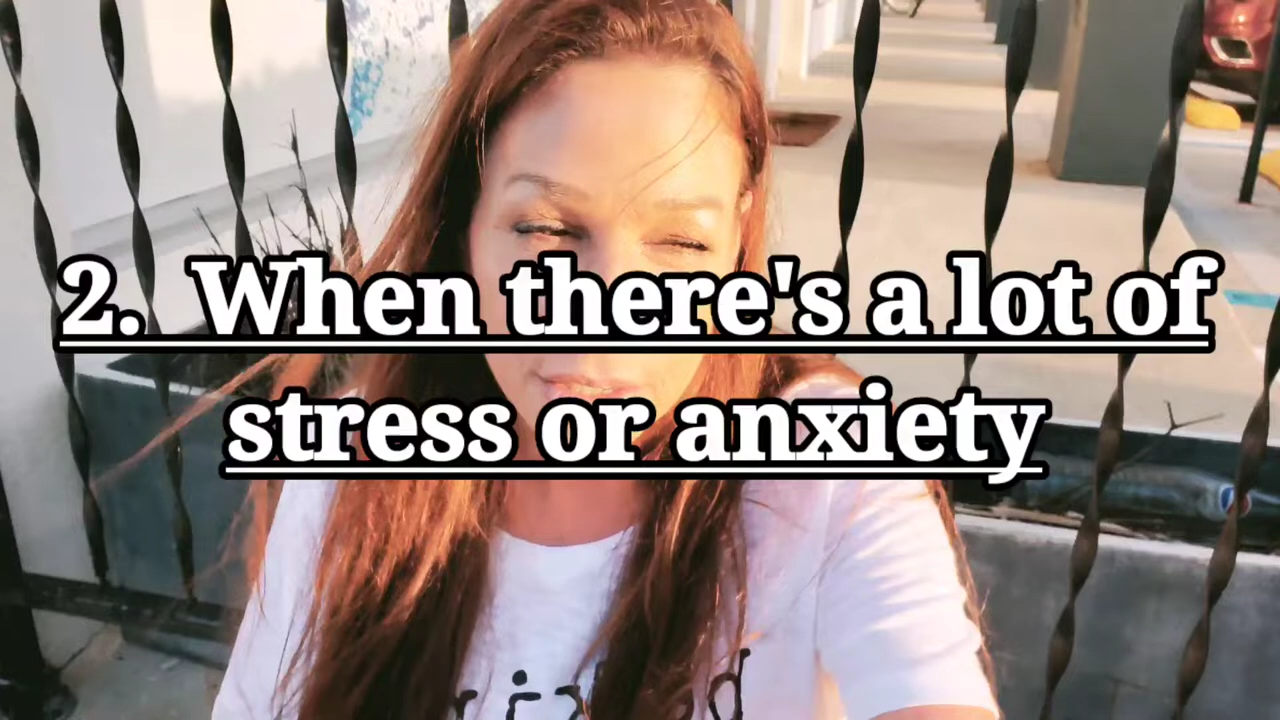 2. When there's a lot of
stress or anxiety